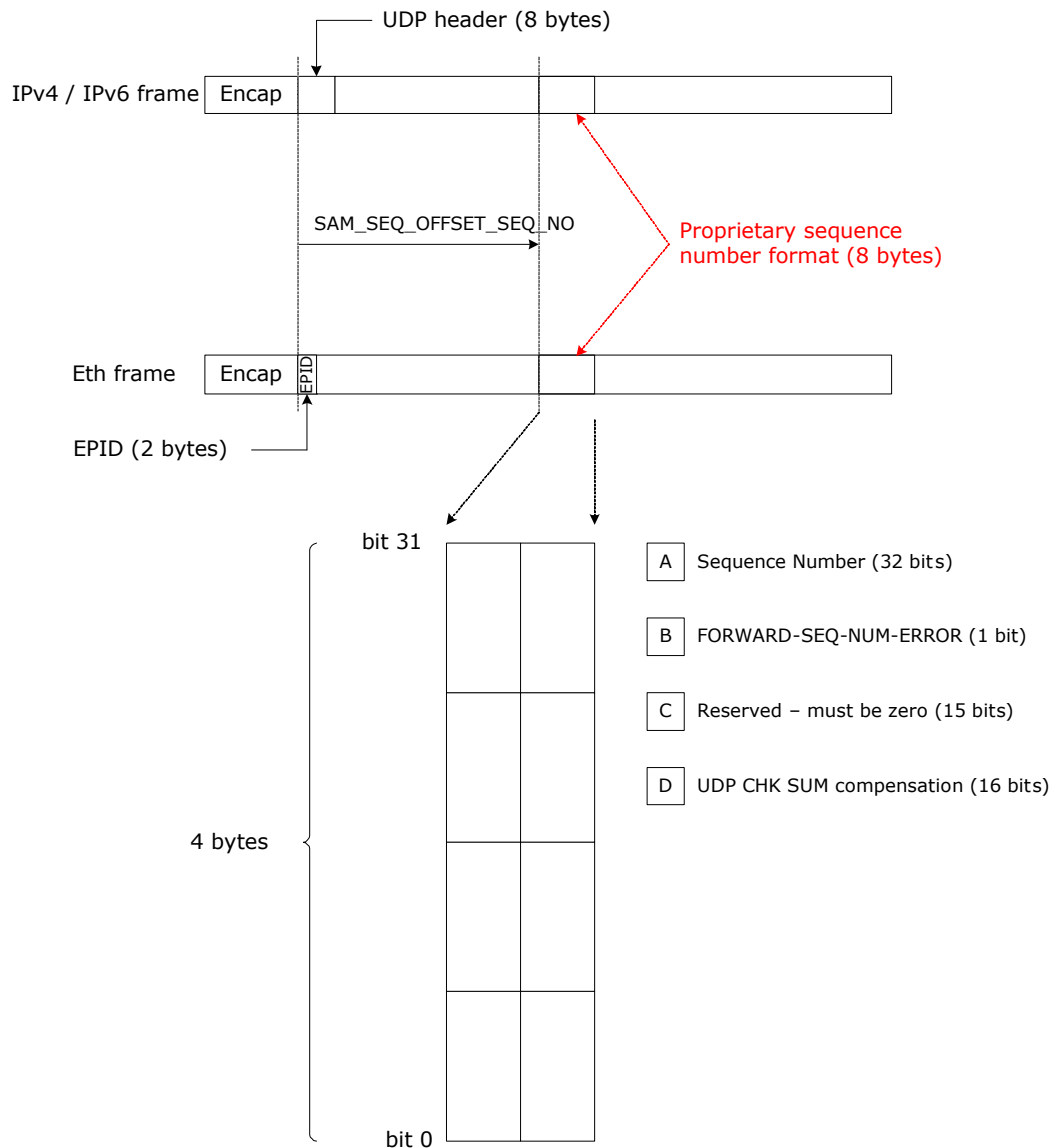 UDP header (8 bytes)
IPv4 / IPv6 frame
Encap
SAM_SEQ_OFFSET_SEQ_NO
Proprietary sequence
number format (8 bytes)
Eth frame
Encap
EPID
EPID (2 bytes)
bit 31
A Sequence Number (32 bits)
B FORWARD-SEQ-NUM-ERROR (1 bit)
C Reserved – must be zero (15 bits)
D UDP CHK SUM compensation (16 bits)
4 bytes
bit 0